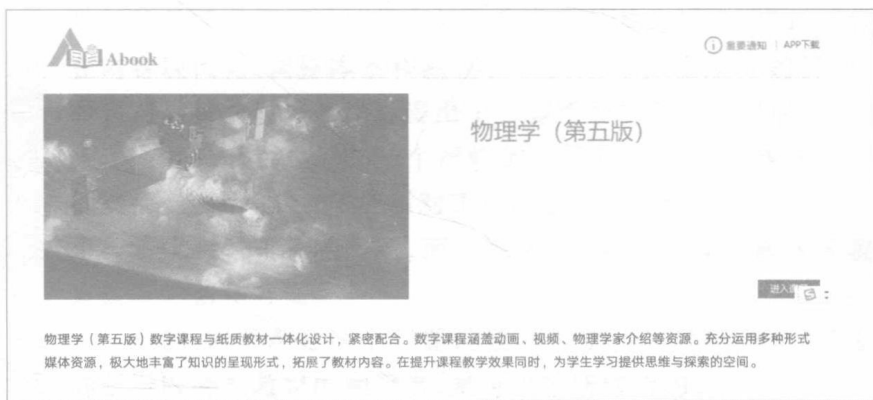 Abook
重要通知 | APP下载
物理学（第五版）
进入
物理学（第五版）数字课程与纸质教材一体化设计，紧密配合。数字课程涵盖动画、视频、物理学家介绍等资源。充分运用多种形式
媒体资源，极大地丰富了知识的呈现形式，拓展了教材内容。在提升课程教学效果同时，为学生学习提供思维与探索的空间。